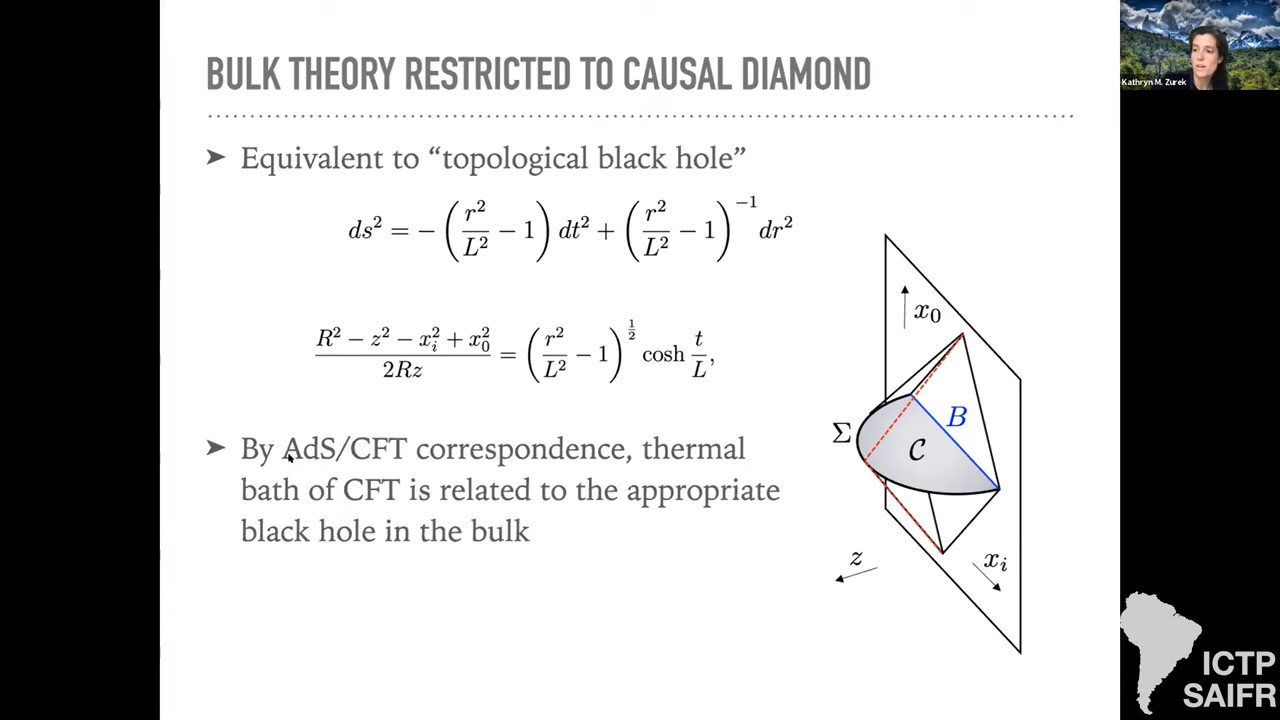 BULK THEORY RESTRICTED TO CAUSAL DIAMOND
Kathryn M. Zurek
➤ Equivalent to “topological black hole”
ds² = −(r²/L² − 1) dt² + (r²/L² − 1)⁻¹ dr²
(R² − z² − xᵢ² + x₀²)/(2Rz) = (r²/L² − 1)^(1/2) cosh t/L,
➤ By AdS/CFT correspondence, thermal
bath of CFT is related to the appropriate
black hole in the bulk
x₀
B
Σ
𝒞
z
xᵢ
ICTP
SAIFR